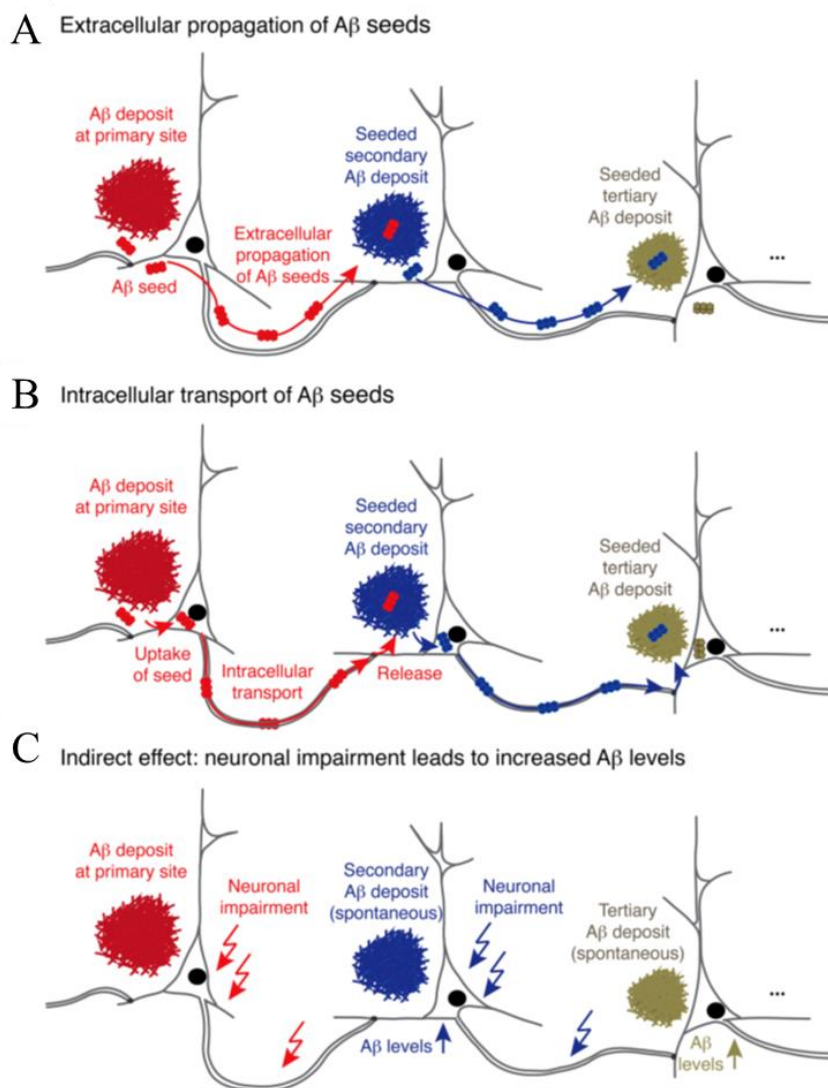 A Extracellular propagation of Aβ seeds
Aβ deposit
at primary site
Aβ seed
Extracellular
propagation
of Aβ seeds
Seeded
secondary
Aβ deposit
Seeded
tertiary
Aβ deposit
...
B Intracellular transport of Aβ seeds
Aβ deposit
at primary site
Uptake
of seed
Intracellular
transport
Seeded
secondary
Aβ deposit
Release
Seeded
tertiary
Aβ deposit
...
C Indirect effect: neuronal impairment leads to increased Aβ levels
Aβ deposit
at primary site
Neuronal
impairment
Secondary
Aβ deposit
(spontaneous)
Aβ levels
Neuronal
impairment
Tertiary
Aβ deposit
(spontaneous)
Aβ
levels
...